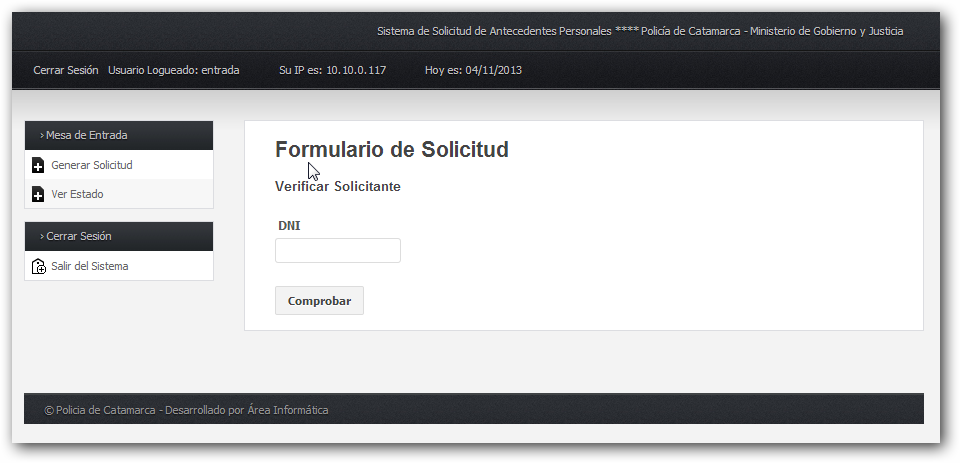 Sistema de Solicitud de Antecedentes Personales **** Policía de Catamarca - Ministerio de Gobierno y Justicia
Cerrar Sesión Usuario Logueado: entrada Su IP es: 10.10.0.117 Hoy es: 04/11/2013
› Mesa de Entrada
Generar Solicitud
Ver Estado
› Cerrar Sesión
Salir del Sistema
Formulario de Solicitud
Verificar Solicitante
DNI
Comprobar
© Policia de Catamarca - Desarrollado por Área Informática